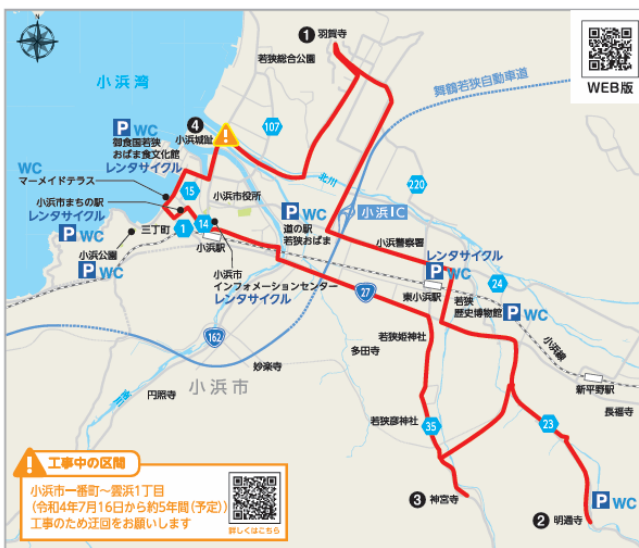 N
1 羽賀寺
若狭総合公園
舞鶴若狭自動車道
WEB版
小浜湾
4
小浜城趾
107
P WC
御食国若狭
おばま食文化館
レンタサイクル
WC
マーメイドテラス
15
小浜市役所
北川
220
小浜市まちの駅
レンタサイクル
P WC
三丁町
1
14
小浜駅
小浜公園
P WC
P WC
道の駅
若狭おばま
小浜IC
小浜警察署
レンタサイクル
P WC
24
小浜市
インフォメーションセンター
レンタサイクル
27
東小浜駅
若狭
歴史博物館
P WC
小浜線
162
若狭姫神社
多田寺
妙楽寺
円照寺
小浜市
新平野駅
長福寺
若狭彦神社
35
23
南川
3 神宮寺
P WC
2 明通寺
工事中の区間
小浜市一番町～雲浜1丁目
(令和4年7月16日から約5年間(予定))
工事のため迂回をお願いします
詳しくはこちら